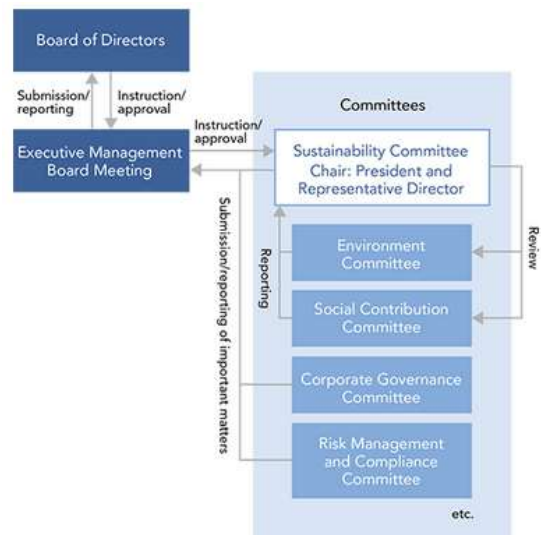 Board of Directors
Submission/
reporting
Instruction/
approval
Executive Management
Board Meeting
Instruction/
approval
Committees
Sustainability Committee
Chair: President and
Representative Director
Submission/reporting of important
matters
Reporting
Review
Environment
Committee
Social Contribution
Committee
Corporate Governance
Committee
Risk Management
and Compliance
Committee
etc.